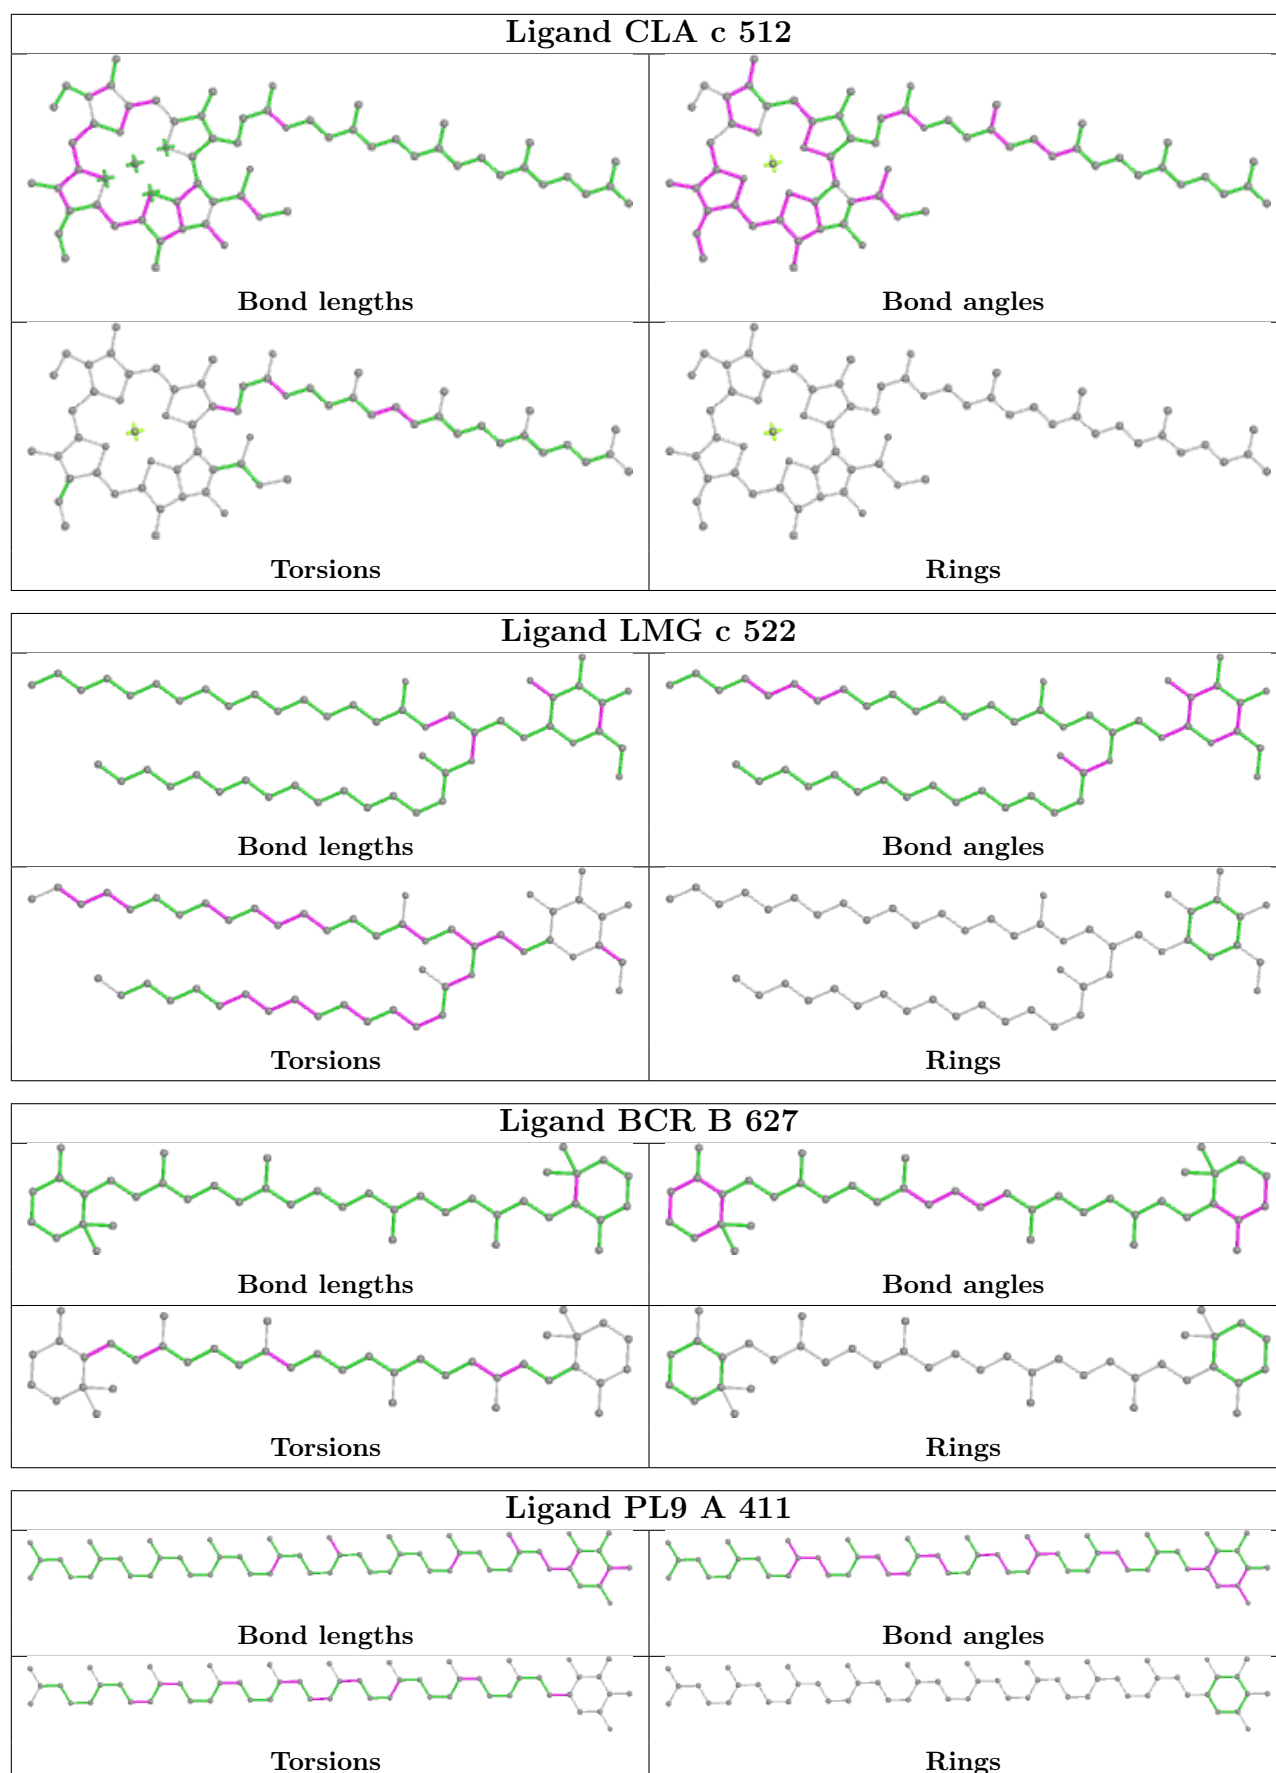 Ligand CLA c 512
Bond lengths
Bond angles
Torsions
Rings
Ligand LMG c 522
Bond lengths
Bond angles
Torsions
Rings
Ligand BCR B 627
Bond lengths
Bond angles
Torsions
Rings
Ligand PL9 A 411
Bond lengths
Bond angles
Torsions
Rings